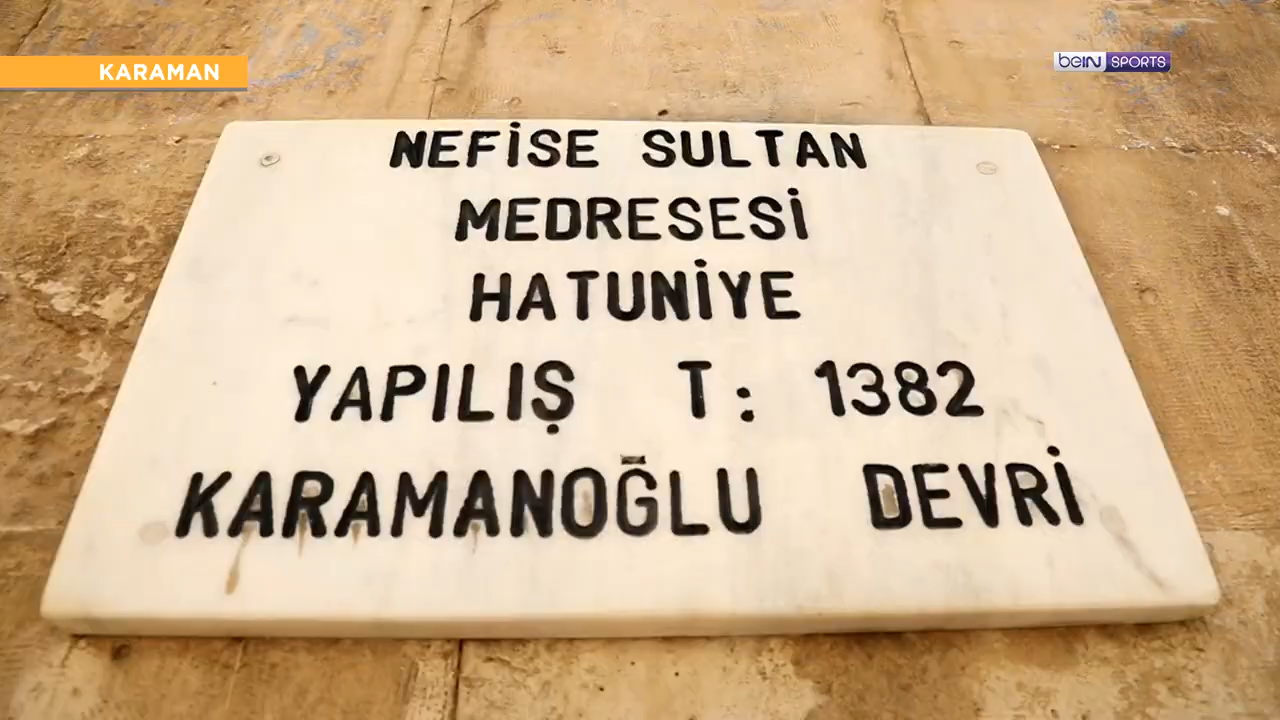 KARAMAN
beIN SPORTS
NEFİSE SULTAN
MEDRESESİ
HATUNİYE
YAPILIŞ T: 1382
KARAMANOĞLU DEVRİ